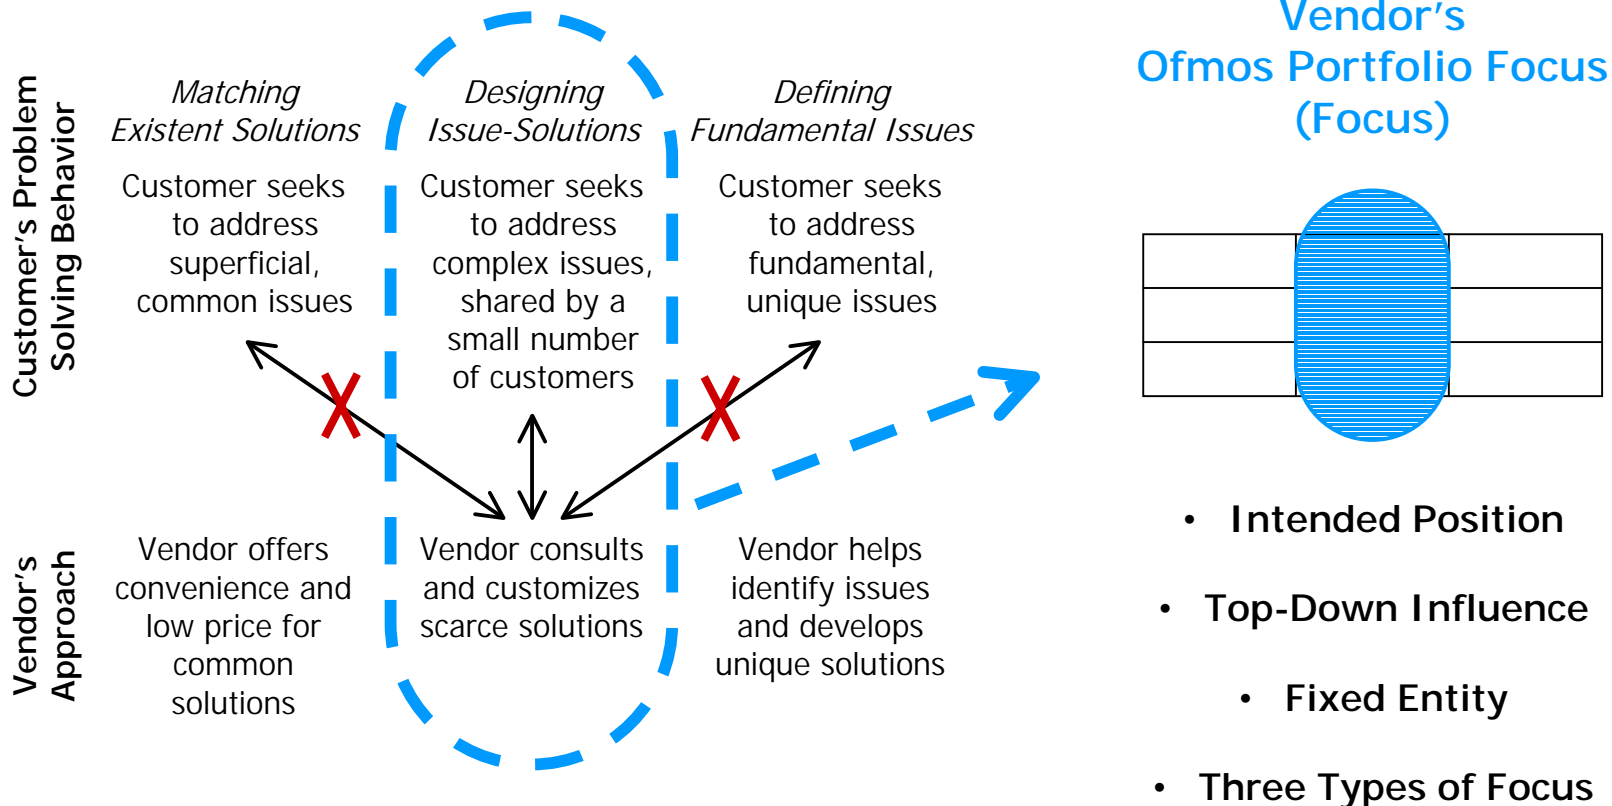 Customer's Problem
Solving Behavior
Matching
Existent Solutions
Customer seeks
to address
superficial,
common issues
Designing
Issue-Solutions
Customer seeks
to address
complex issues,
shared by a
small number
of customers
Defining
Fundamental Issues
Customer seeks
to address
fundamental,
unique issues
Vendor's
Approach
Vendor offers
convenience and
low price for
common
solutions
Vendor consults
and customizes
scarce solutions
Vendor helps
identify issues
and develops
unique solutions
Vendor's
Ofmos Portfolio Focus
(Focus)
• Intended Position
• Top-Down Influence
• Fixed Entity
• Three Types of Focus